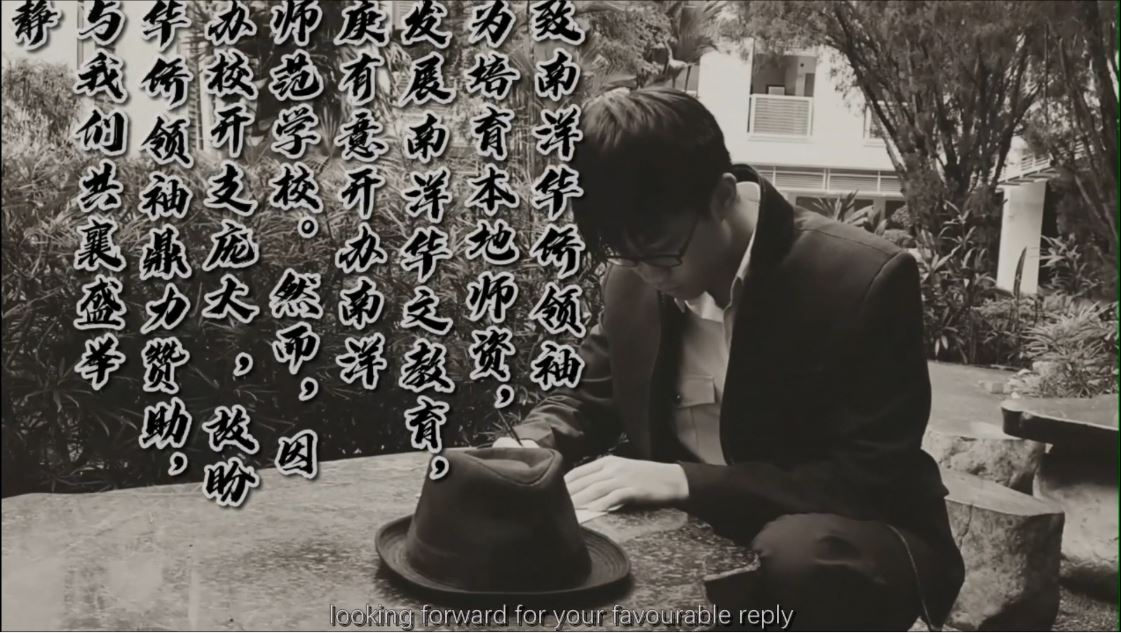 致南洋华侨领袖
为培育本地师资，
发展南洋华文教育，
庚有意开办南洋
师范学校。然而，因
办校开支庞大，故盼
华侨领袖鼎力赞助，
与我们共襄盛举
静
looking forward for your favourable reply